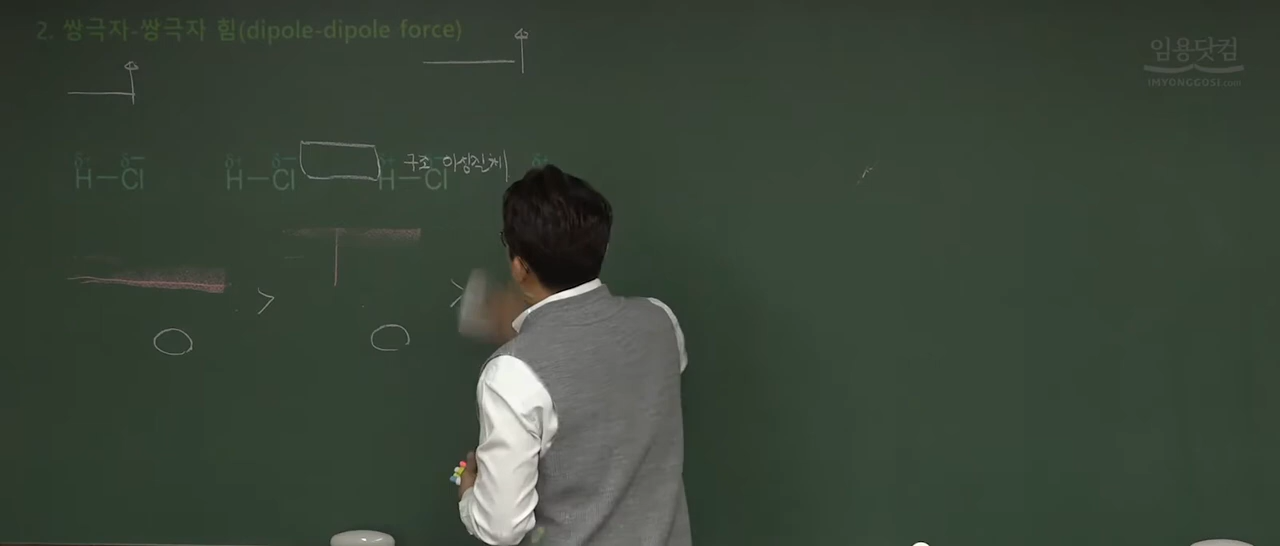 2. 쌍극자-쌍극자 힘(dipole-dipole force)
임용닷컴
IMYONGGOSI.com
구조 이성질체
δ+ δ− δ+ δ− δ+
H─Cl H─Cl H─Cl
> >